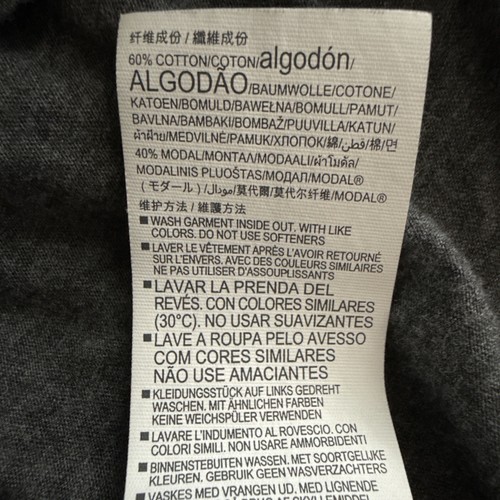 纤维成份 / 纖維成份
60% COTTON/COTON/algodón/
ALGODÃO/BAUMWOLLE/COTONE/
KATOEN/BOMULD/BAWEŁNA/BOMULL/PAMUT/
BAVLNA/BAMBAKI/BOMBAŽ/PUUVILLA/KATUN/
ผ้าฝ้าย/MEDVILNĖ/PAMUK/ХЛОПОК/綿/قطن/棉/면
40% MODAL/MONTAΛ/MODAALI/ผ้าโมดัล/
MODALINIS PLUOŠTAS/МОДАЛ/MODAL®
(モダール)/مودال/莫代爾/莫代尔纤维/MODAL®
维护方法 / 維護方法
■ WASH GARMENT INSIDE OUT. WITH LIKE
COLORS. DO NOT USE SOFTENERS
■ LAVER LE VÊTEMENT APRÈS L'AVOIR RETOURNÉ
SUR L'ENVERS. AVEC DES COULEURS SIMILAIRES
NE PAS UTILISER D'ASSOUPLISSANTS
■ LAVAR LA PRENDA DEL
REVÉS. CON COLORES SIMILARES
(30°C). NO USAR SUAVIZANTES
■ LAVE A ROUPA PELO AVESSO
COM CORES SIMILARES
NÃO USE AMACIANTES
■ KLEIDUNGSSTÜCK AUF LINKS GEDREHT
WASCHEN. MIT ÄHNLICHEN FARBEN
KEINE WEICHSPÜLER VERWENDEN
■ LAVARE L'INDUMENTO AL ROVESCIO. CON
COLORI SIMILI. NON USARE AMMORBIDENTI
■ BINNENSTEBUITEN WASSEN. MET SOORTGELIJKE
KLEUREN. GEBRUIK GEEN WASVERZACHTERS
■ VASKES MED VRANGEN UD. MED LIGNENDE